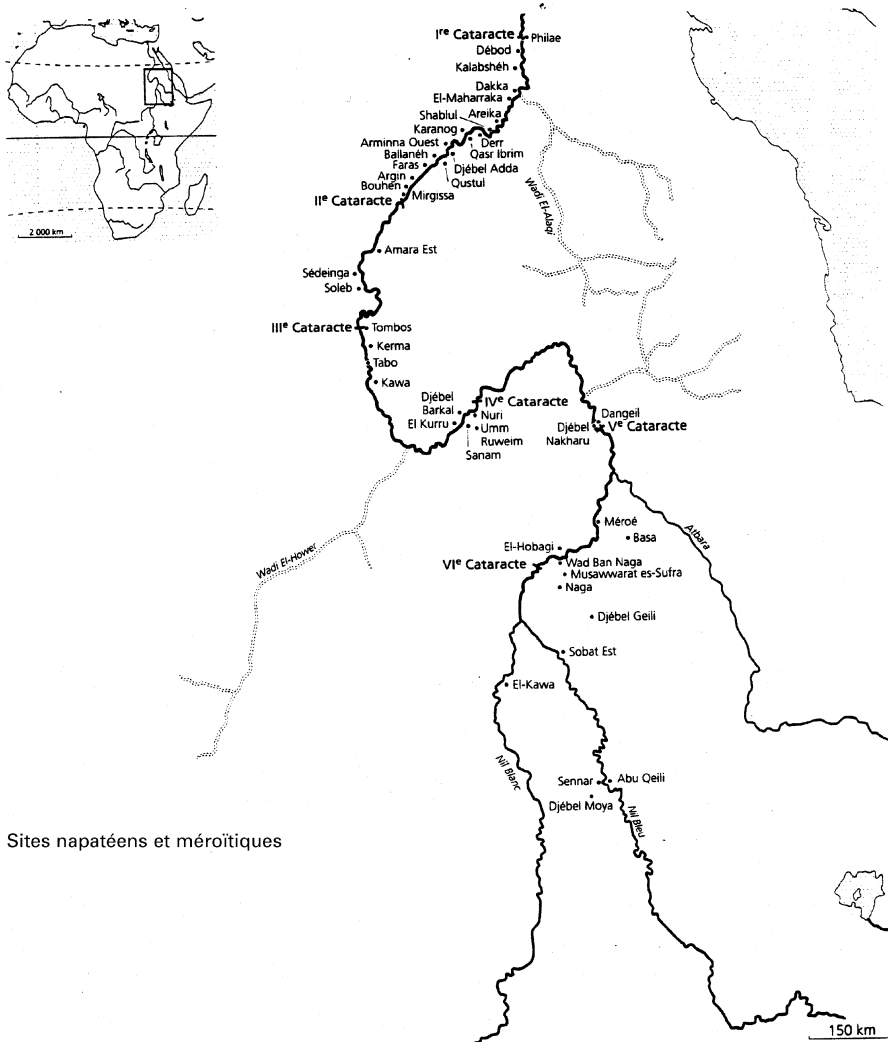 Iʳᵉ Cataracte
Philae
Débod
Kalabshéh
Dakka
El-Maharraka
Areika
Shablul
Karanog
Derr
Arminna Ouest
Qasr Ibrim
Ballanéh
Djébel Adda
Faras
Qustul
Argin
Bouhen
Mirgissa
IIᵉ Cataracte
Wadi El-Alaqi
2 000 km
Amara Est
Sédeinga
Soleb
IIIᵉ Cataracte
Tombos
Kerma
Tabo
Kawa
Djébel
Barkal
IVᵉ Cataracte
Nuri
El Kurru
Umm
Ruweim
Sanam
Dangeil
Djébel
Nakharu
Vᵉ Cataracte
Méroé
Basa
Atbara
El-Hobagi
Wadi El-Hower
VIᵉ Cataracte
Wad Ban Naga
Musawwarat es-Sufra
Naga
Djébel Geili
Sobat Est
El-Kawa
Nil Blanc
Sennar
Abu Qeili
Djébel Moya
Nil Bleu
Sites napatéens et méroïtiques
150 km